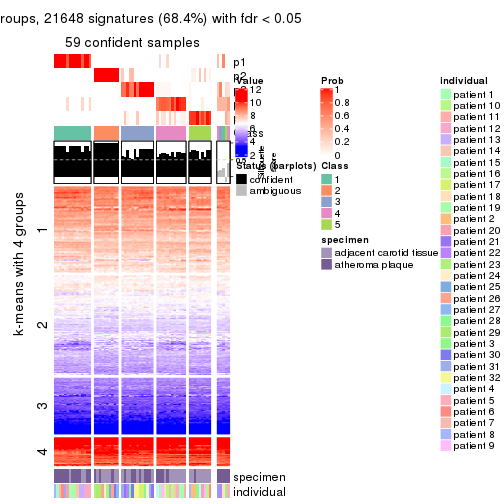 roups, 21648 signatures (68.4%) with fdr < 0.05
59 confident samples
p1
p2
Class
1
2
3
4
k-means with 4 groups
specimen
individual
Value
12
10
8
6
4
2
Status (barplots)
confident
ambiguous
Prob
1
0.8
0.6
0.4
0.2
0
Class
1
2
3
4
5
specimen
adjacent carotid tissue
atheroma plaque
individual
patient 1
patient 10
patient 11
patient 12
patient 13
patient 14
patient 15
patient 16
patient 17
patient 18
patient 19
patient 2
patient 20
patient 21
patient 22
patient 23
patient 24
patient 25
patient 26
patient 27
patient 28
patient 29
patient 3
patient 30
patient 31
patient 32
patient 4
patient 5
patient 6
patient 7
patient 8
patient 9